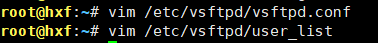 root@hxf:~# vim /etc/vsftpd/vsftpd.conf
root@hxf:~# vim /etc/vsftpd/user_list